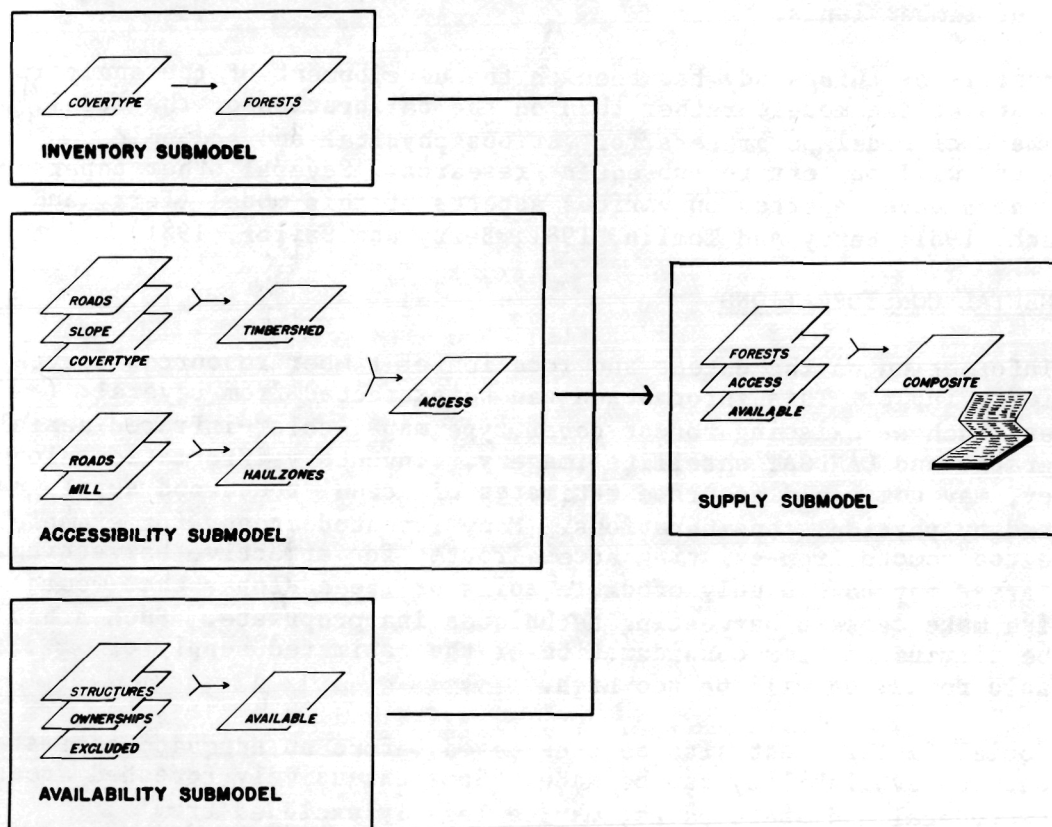 COVERTYPE
FORESTS
INVENTORY SUBMODEL
ROADS
SLOPE
COVERTYPE
TIMBERSHED
ROADS
MILL
HAULZONES
ACCESS
ACCESSIBILITY SUBMODEL
STRUCTURES
OWNERSHIPS
EXCLUDED
AVAILABLE
AVAILABILITY SUBMODEL
FORESTS
ACCESS
AVAILABLE
COMPOSITE
SUPPLY SUBMODEL